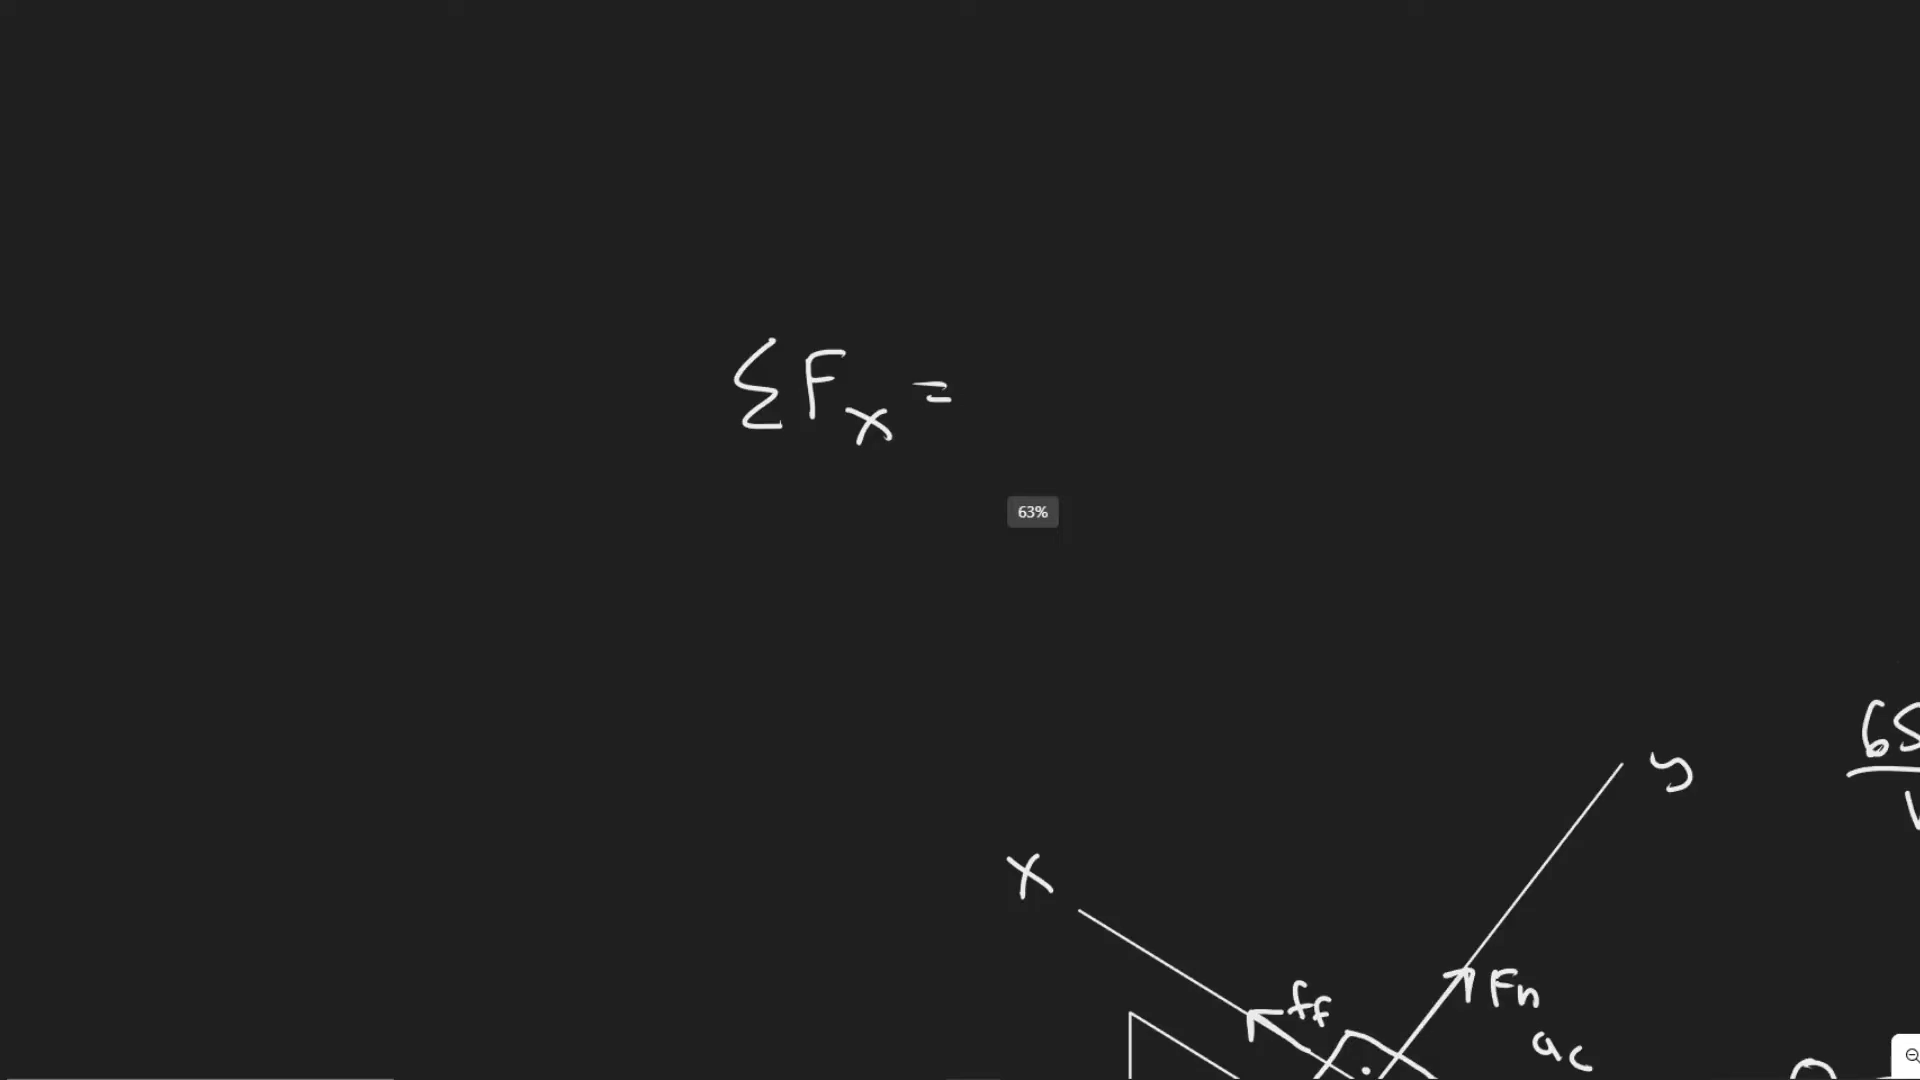 ΣFx =
63%
y
x
Ff
Fn
ac